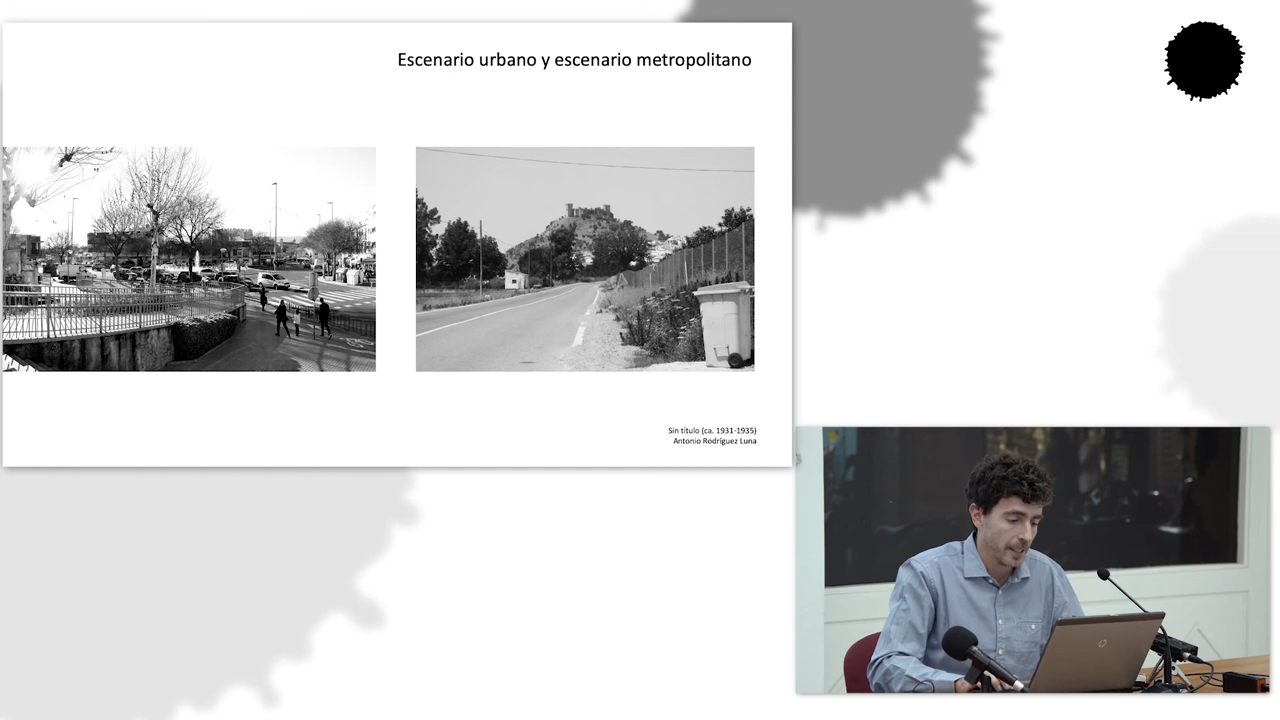 Escenario urbano y escenario metropolitano
Sin título (ca. 1931-1935)
Antonio Rodríguez Luna